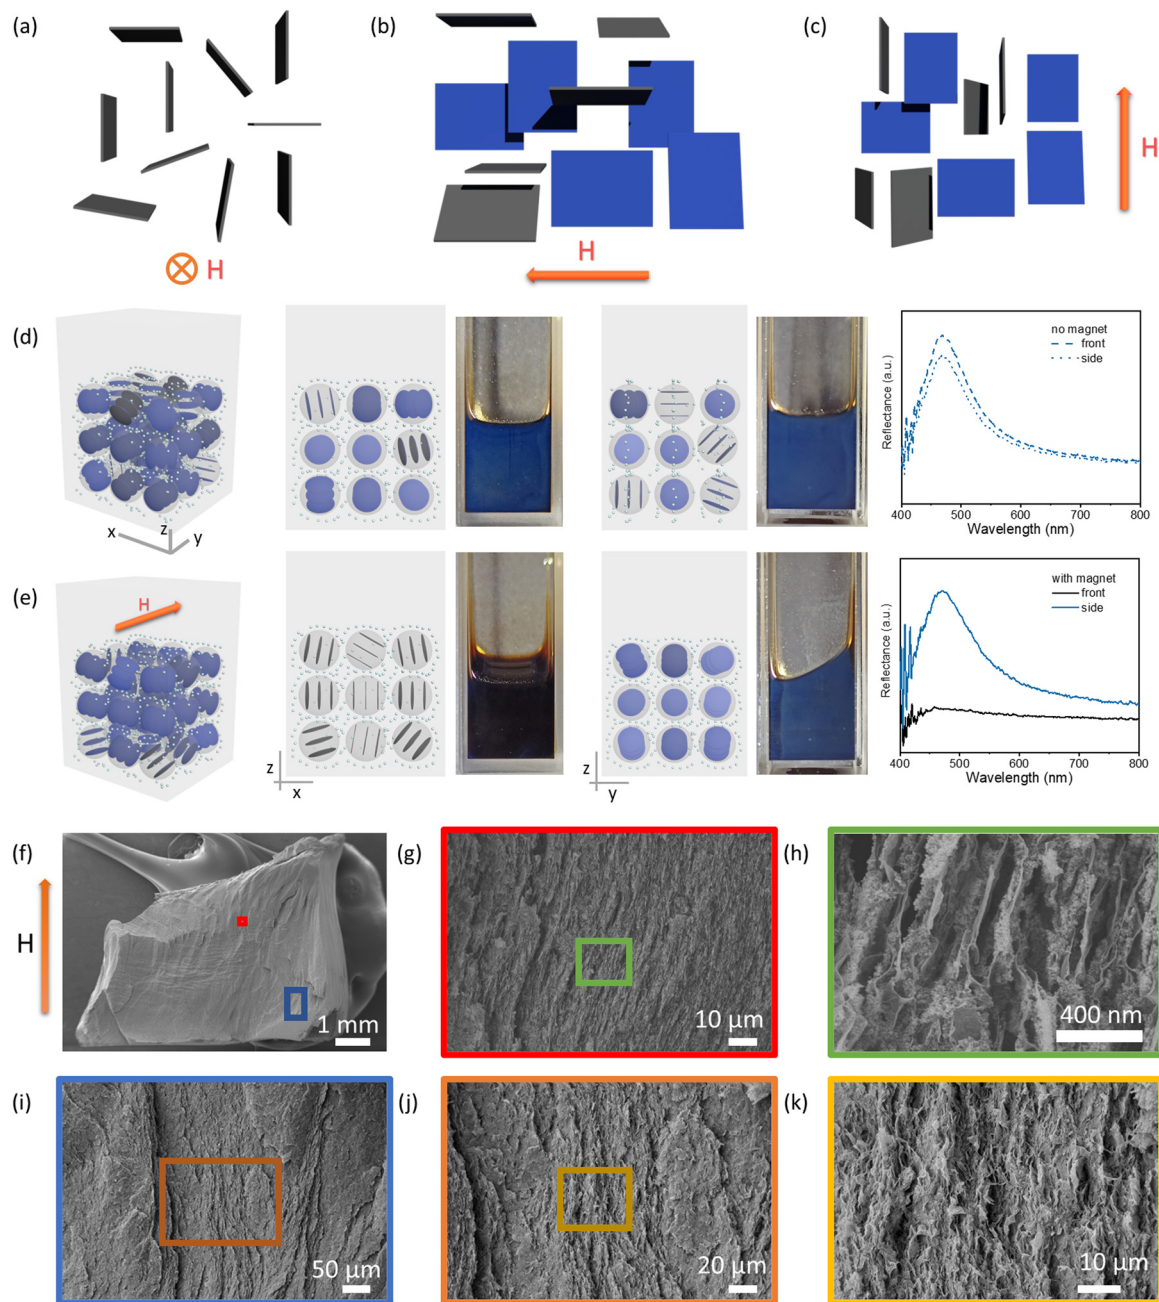 (a)
(b)
(c)
H
H
H
(d)
x
z
y
no magnet
front
side
Reflectance (a.u.)
400 500 600 700 800
Wavelength (nm)
(e)
H
z
x
z
y
with magnet
front
side
Reflectance (a.u.)
400 500 600 700 800
Wavelength (nm)
(f)
H
1 mm
(g)
10 µm
(h)
400 nm
(i)
50 µm
(j)
20 µm
(k)
10 µm